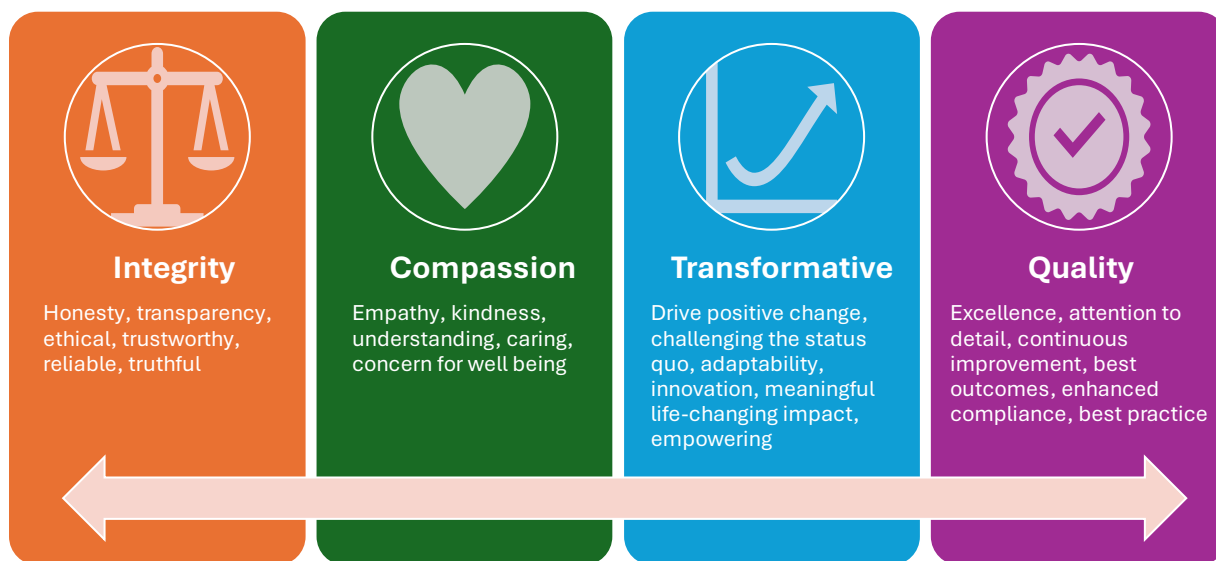 Integrity
Honesty, transparency,
ethical, trustworthy,
reliable, truthful
Compassion
Empathy, kindness,
understanding, caring,
concern for well being
Transformative
Drive positive change,
challenging the status
quo, adaptability,
innovation, meaningful
life-changing impact,
empowering
Quality
Excellence, attention to
detail, continuous
improvement, best
outcomes, enhanced
compliance, best practice